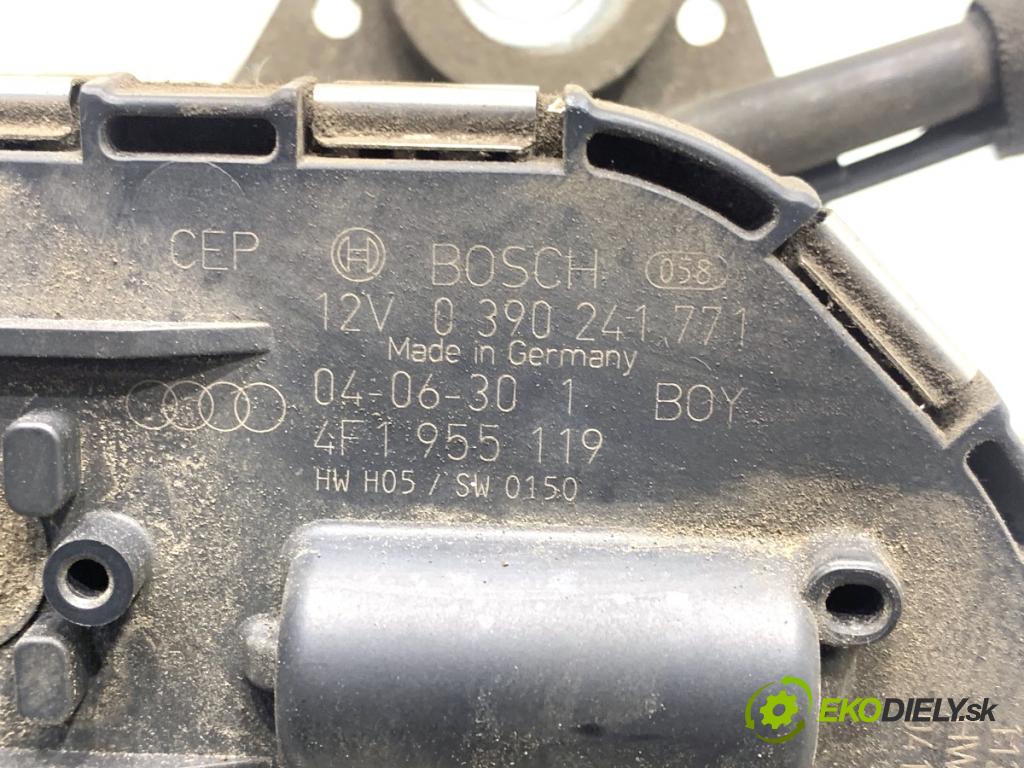 CEP H BOSCH 058
12V 0 390 241 771
Made in Germany
04-06-30 1 BOY
4F1 955 119
HW H05 / SW 0150
EKODIELY.sk